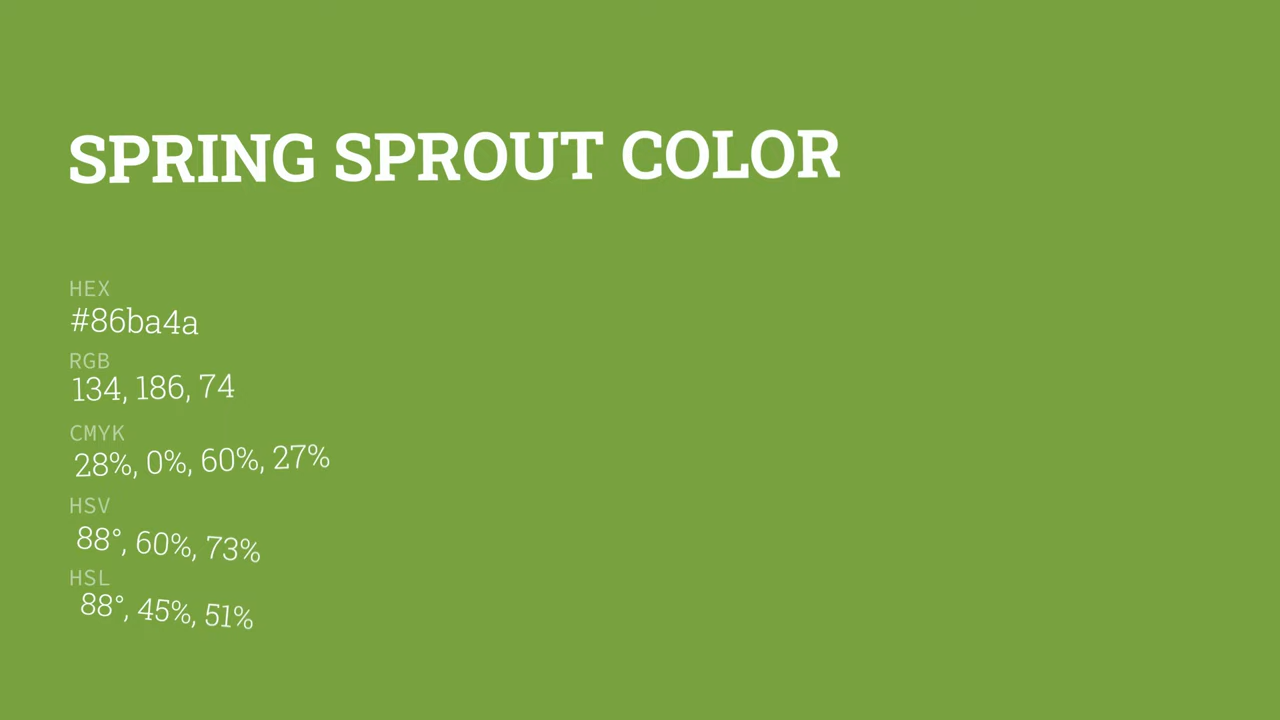 SPRING SPROUT COLOR
HEX
#86ba4a
RGB
134, 186, 74
CMYK
28%, 0%, 60%, 27%
HSV
88°, 60%, 73%
HSL
88°, 45%, 51%